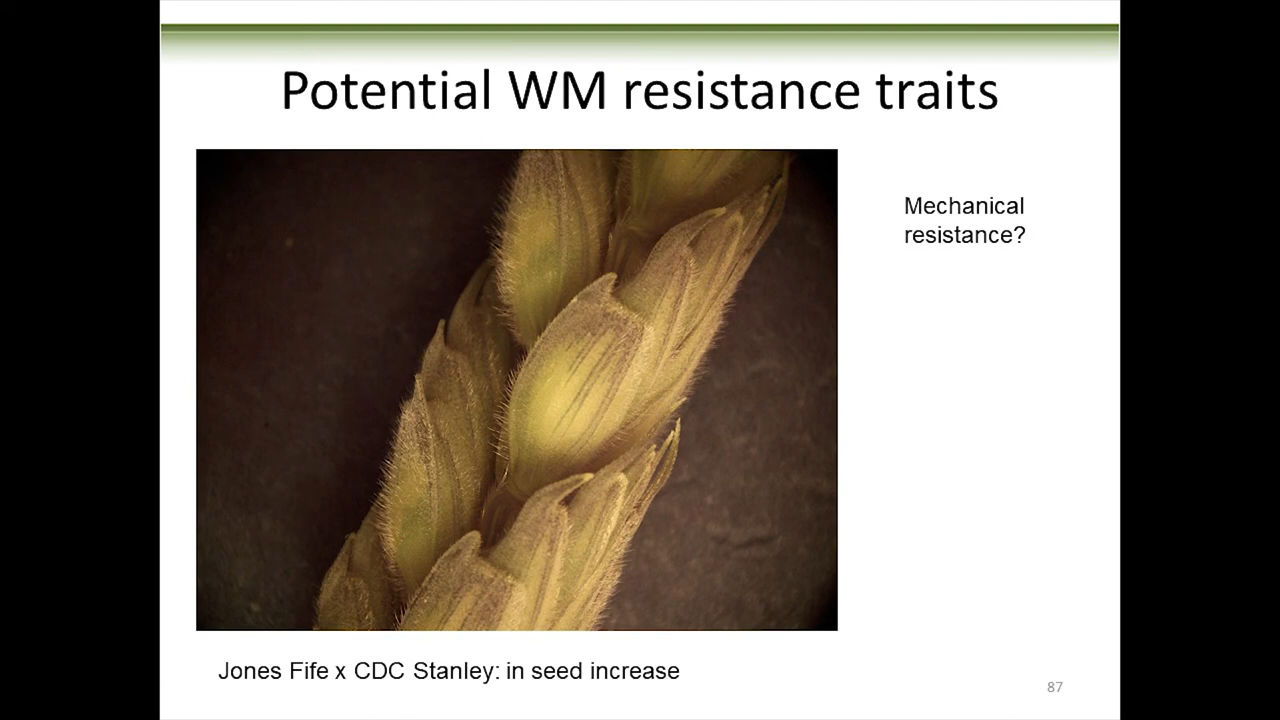 Potential WM resistance traits
Mechanical
resistance?
Jones Fife x CDC Stanley: in seed increase
87